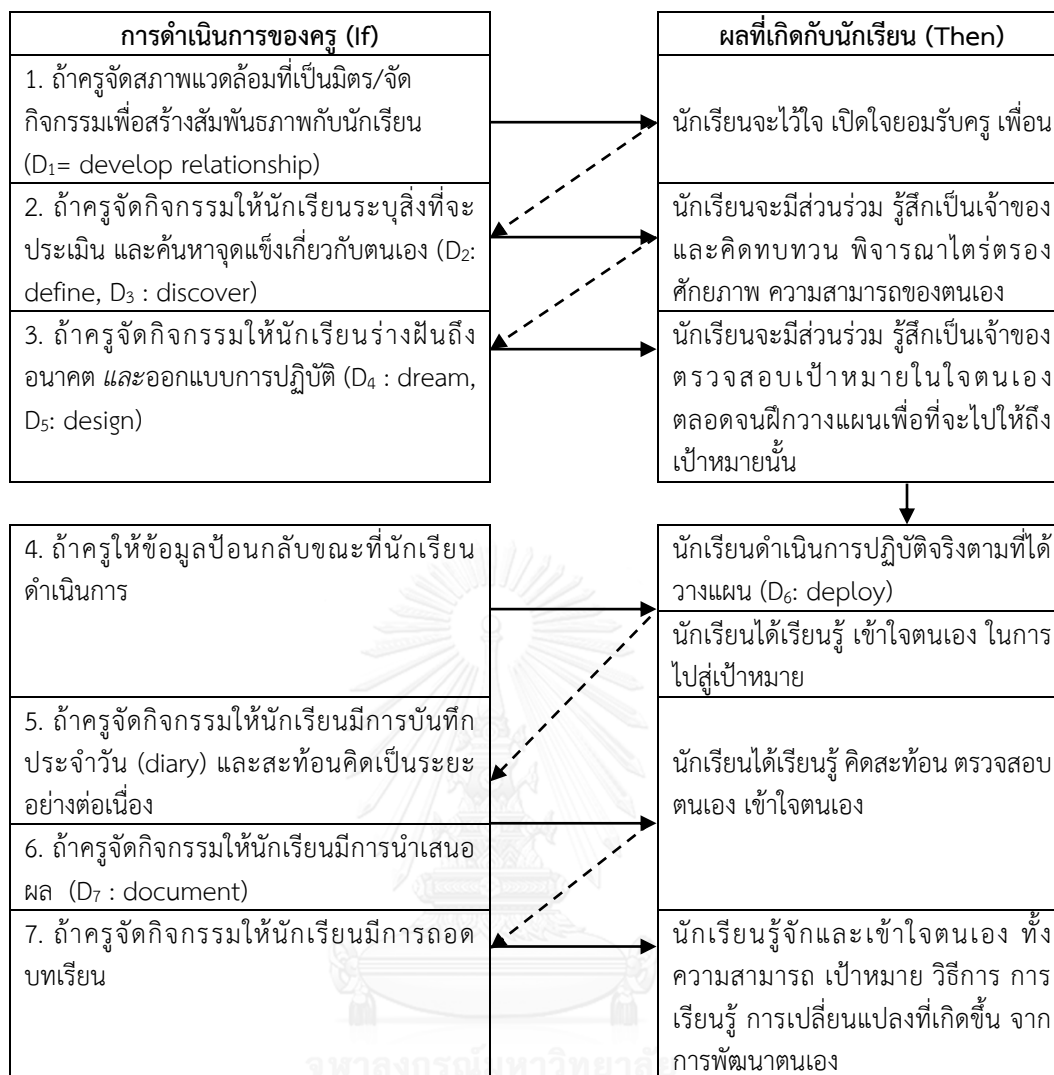 การดำเนินการของครู (If)
ผลที่เกิดกับนักเรียน (Then)
1. ถ้าครูจัดสภาพแวดล้อมที่เป็นมิตร/จัด
กิจกรรมเพื่อสร้างสัมพันธภาพกับนักเรียน
(D₁= develop relationship)
นักเรียนจะไว้ใจ เปิดใจยอมรับครู เพื่อน
2. ถ้าครูจัดกิจกรรมให้นักเรียนระบุสิ่งที่จะ
ประเมิน และค้นหาจุดแข็งเกี่ยวกับตนเอง (D₂:
define, D₃ : discover)
นักเรียนจะมีส่วนร่วม รู้สึกเป็นเจ้าของ
และคิดทบทวน พิจารณาไตร่ตรอง
ศักยภาพ ความสามารถของตนเอง
3. ถ้าครูจัดกิจกรรมให้นักเรียนร่างฝันถึง
อนาคต และออกแบบการปฏิบัติ (D₄ : dream,
D₅: design)
นักเรียนจะมีส่วนร่วม รู้สึกเป็นเจ้าของ
ตรวจสอบเป้าหมายในใจตนเอง
ตลอดจนฝึกวางแผนเพื่อที่จะไปให้ถึง
เป้าหมายนั้น
4. ถ้าครูให้ข้อมูลป้อนกลับขณะที่นักเรียน
ดำเนินการ
นักเรียนดำเนินการปฏิบัติจริงตามที่ได้
วางแผน (D₆: deploy)
นักเรียนได้เรียนรู้ เข้าใจตนเอง ในการ
ไปสู่เป้าหมาย
5. ถ้าครูจัดกิจกรรมให้นักเรียนมีการบันทึก
ประจำวัน (diary) และสะท้อนคิดเป็นระยะ
อย่างต่อเนื่อง
นักเรียนได้เรียนรู้ คิดสะท้อน ตรวจสอบ
ตนเอง เข้าใจตนเอง
6. ถ้าครูจัดกิจกรรมให้นักเรียนมีการนำเสนอ
ผล (D₇ : document)
7. ถ้าครูจัดกิจกรรมให้นักเรียนมีการถอด
บทเรียน
นักเรียนรู้จักและเข้าใจตนเอง ทั้ง
ความสามารถ เป้าหมาย วิธีการ การ
เรียนรู้ การเปลี่ยนแปลงที่เกิดขึ้น จาก
การพัฒนาตนเอง
จุฬาลงกรณ์มหาวิทยาลัย